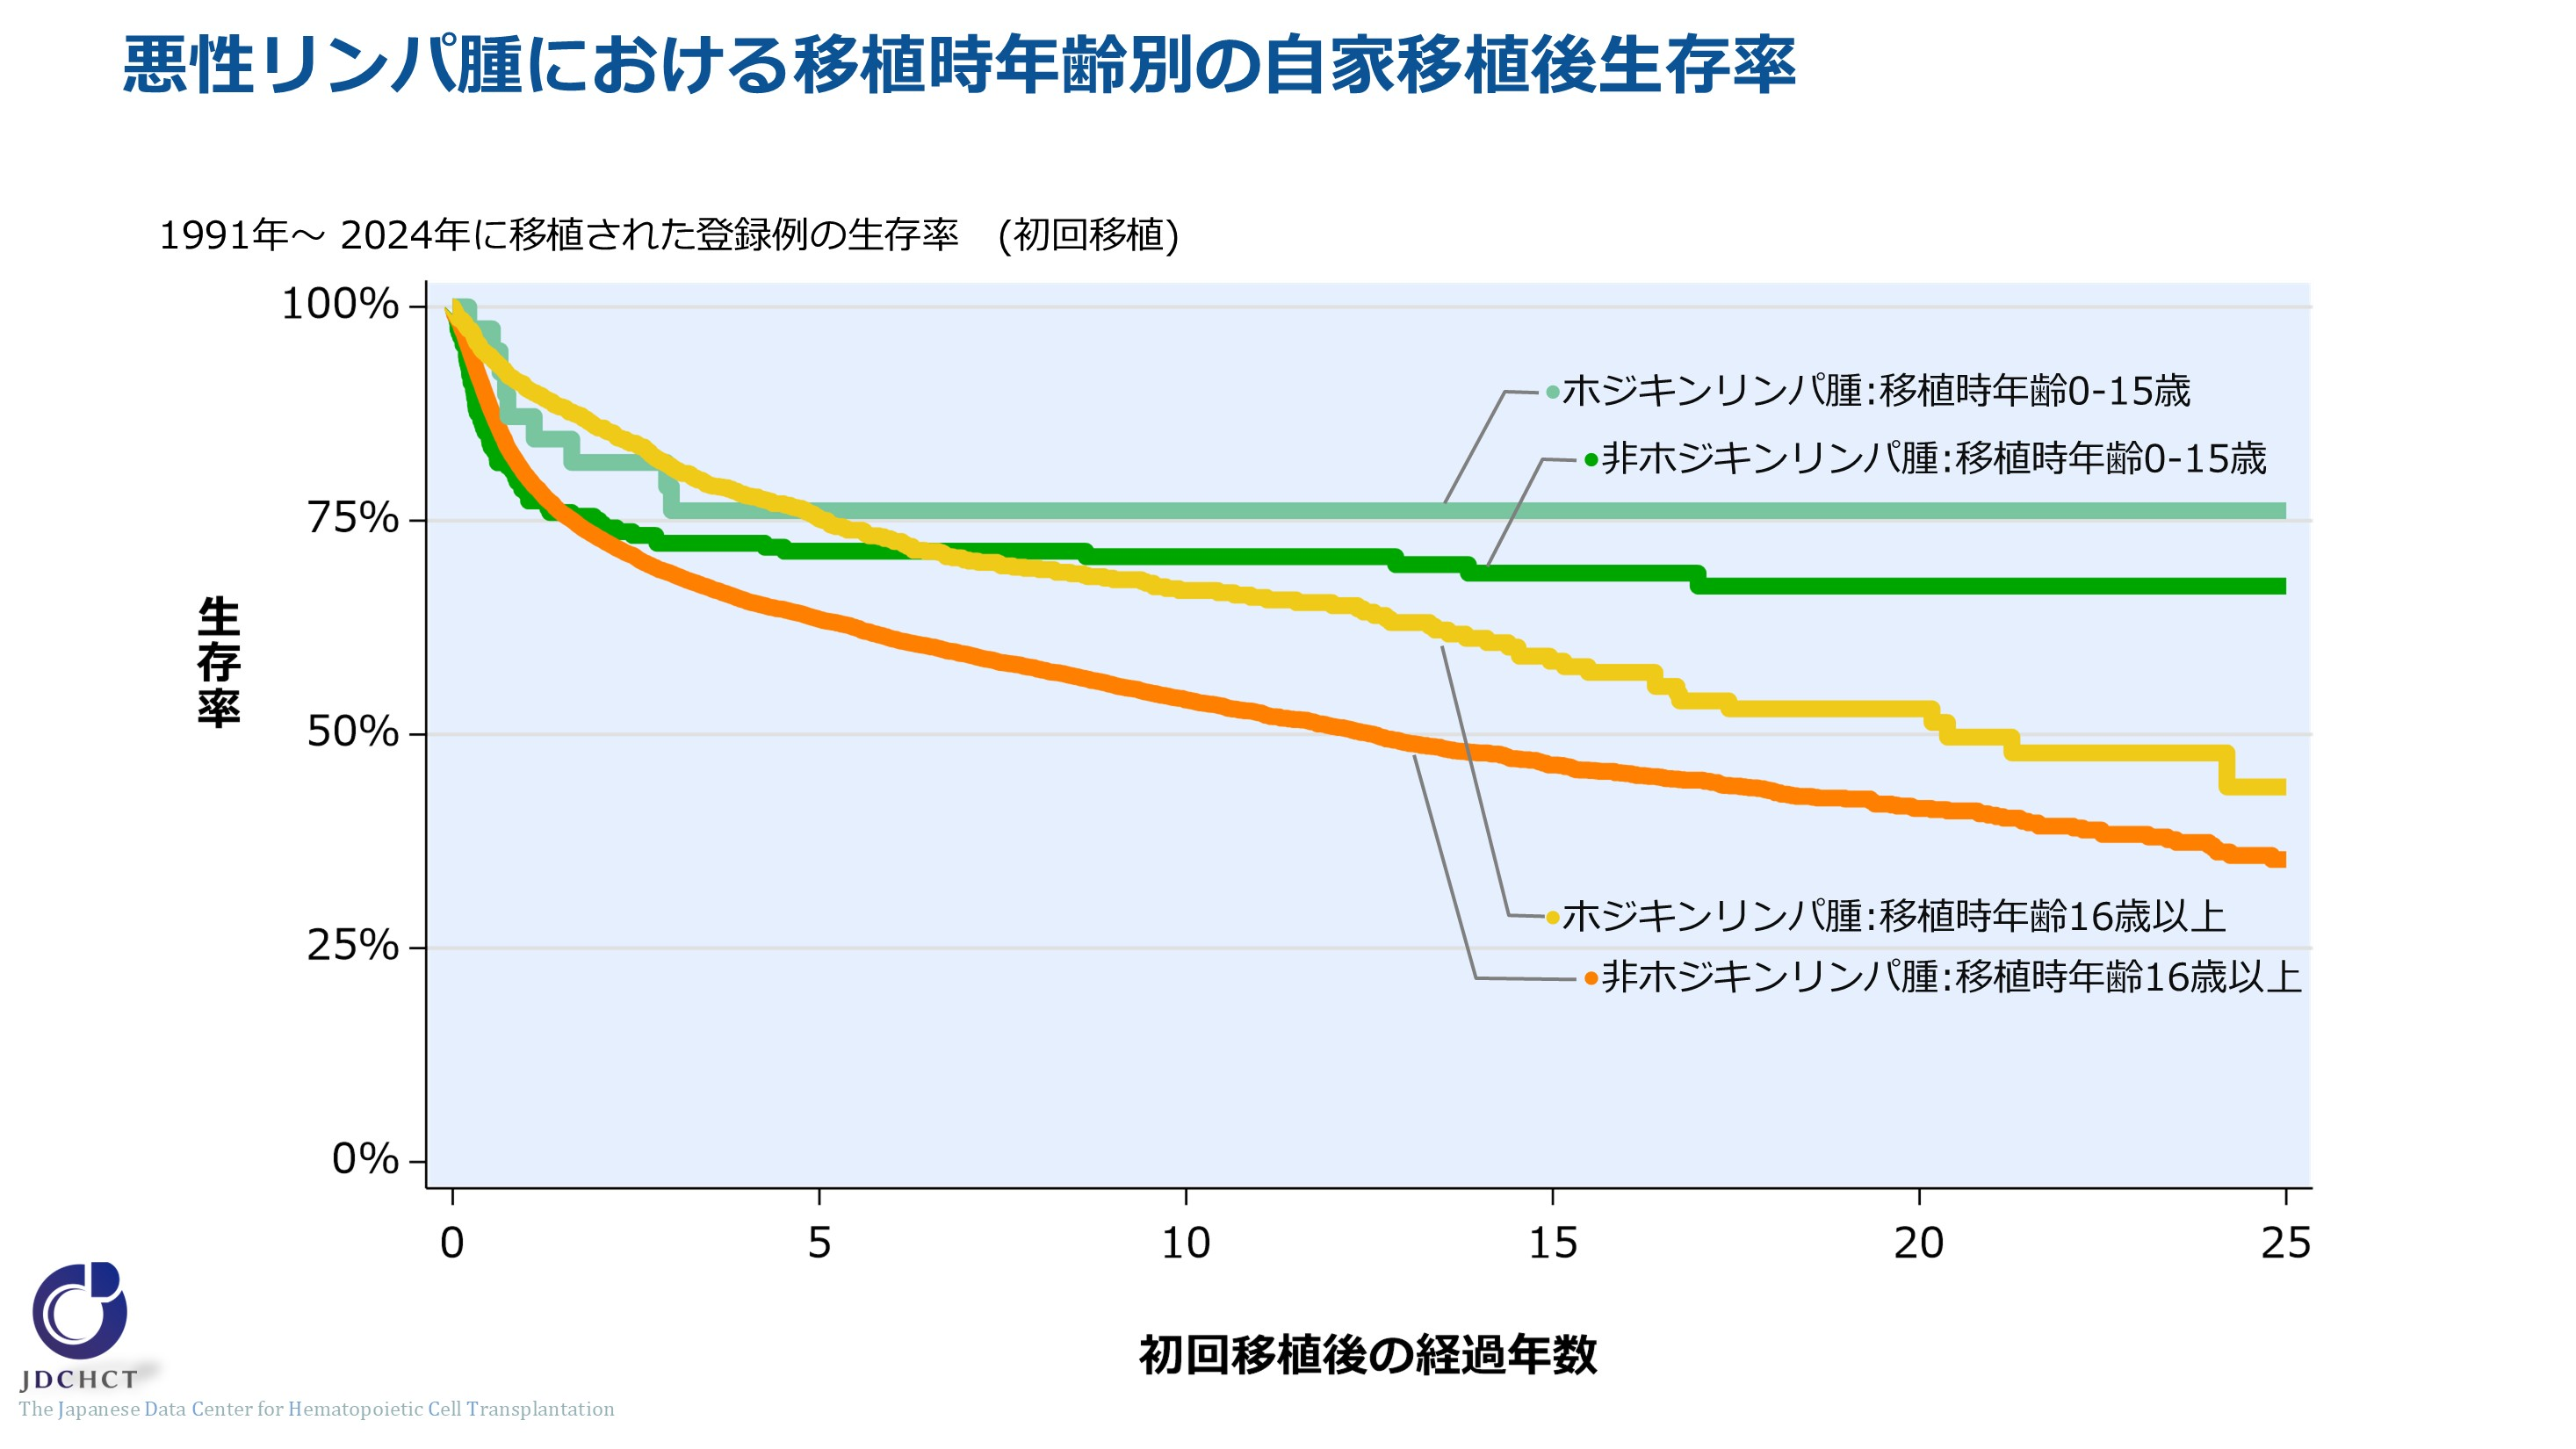 悪性リンパ腫における移植時年齢別の自家移植後生存率
1991年～ 2024年に移植された登録例の生存率　(初回移植)
100%
75%
50%
25%
0%
生存率
ホジキンリンパ腫:移植時年齢0-15歳
非ホジキンリンパ腫:移植時年齢0-15歳
ホジキンリンパ腫:移植時年齢16歳以上
非ホジキンリンパ腫:移植時年齢16歳以上
0 5 10 15 20 25
初回移植後の経過年数
JDCHCT
The Japanese Data Center for Hematopoietic Cell Transplantation